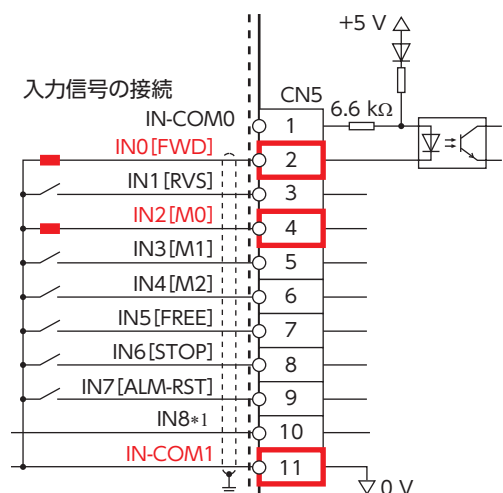 +5 V
入力信号の接続
CN5
IN-COM0
1
6.6 kΩ
IN0[FWD]
2
IN1[RVS]
3
IN2[M0]
4
IN3[M1]
5
IN4[M2]
6
IN5[FREE]
7
IN6[STOP]
8
IN7[ALM-RST]
9
IN8*1
10
IN-COM1
11
0 V